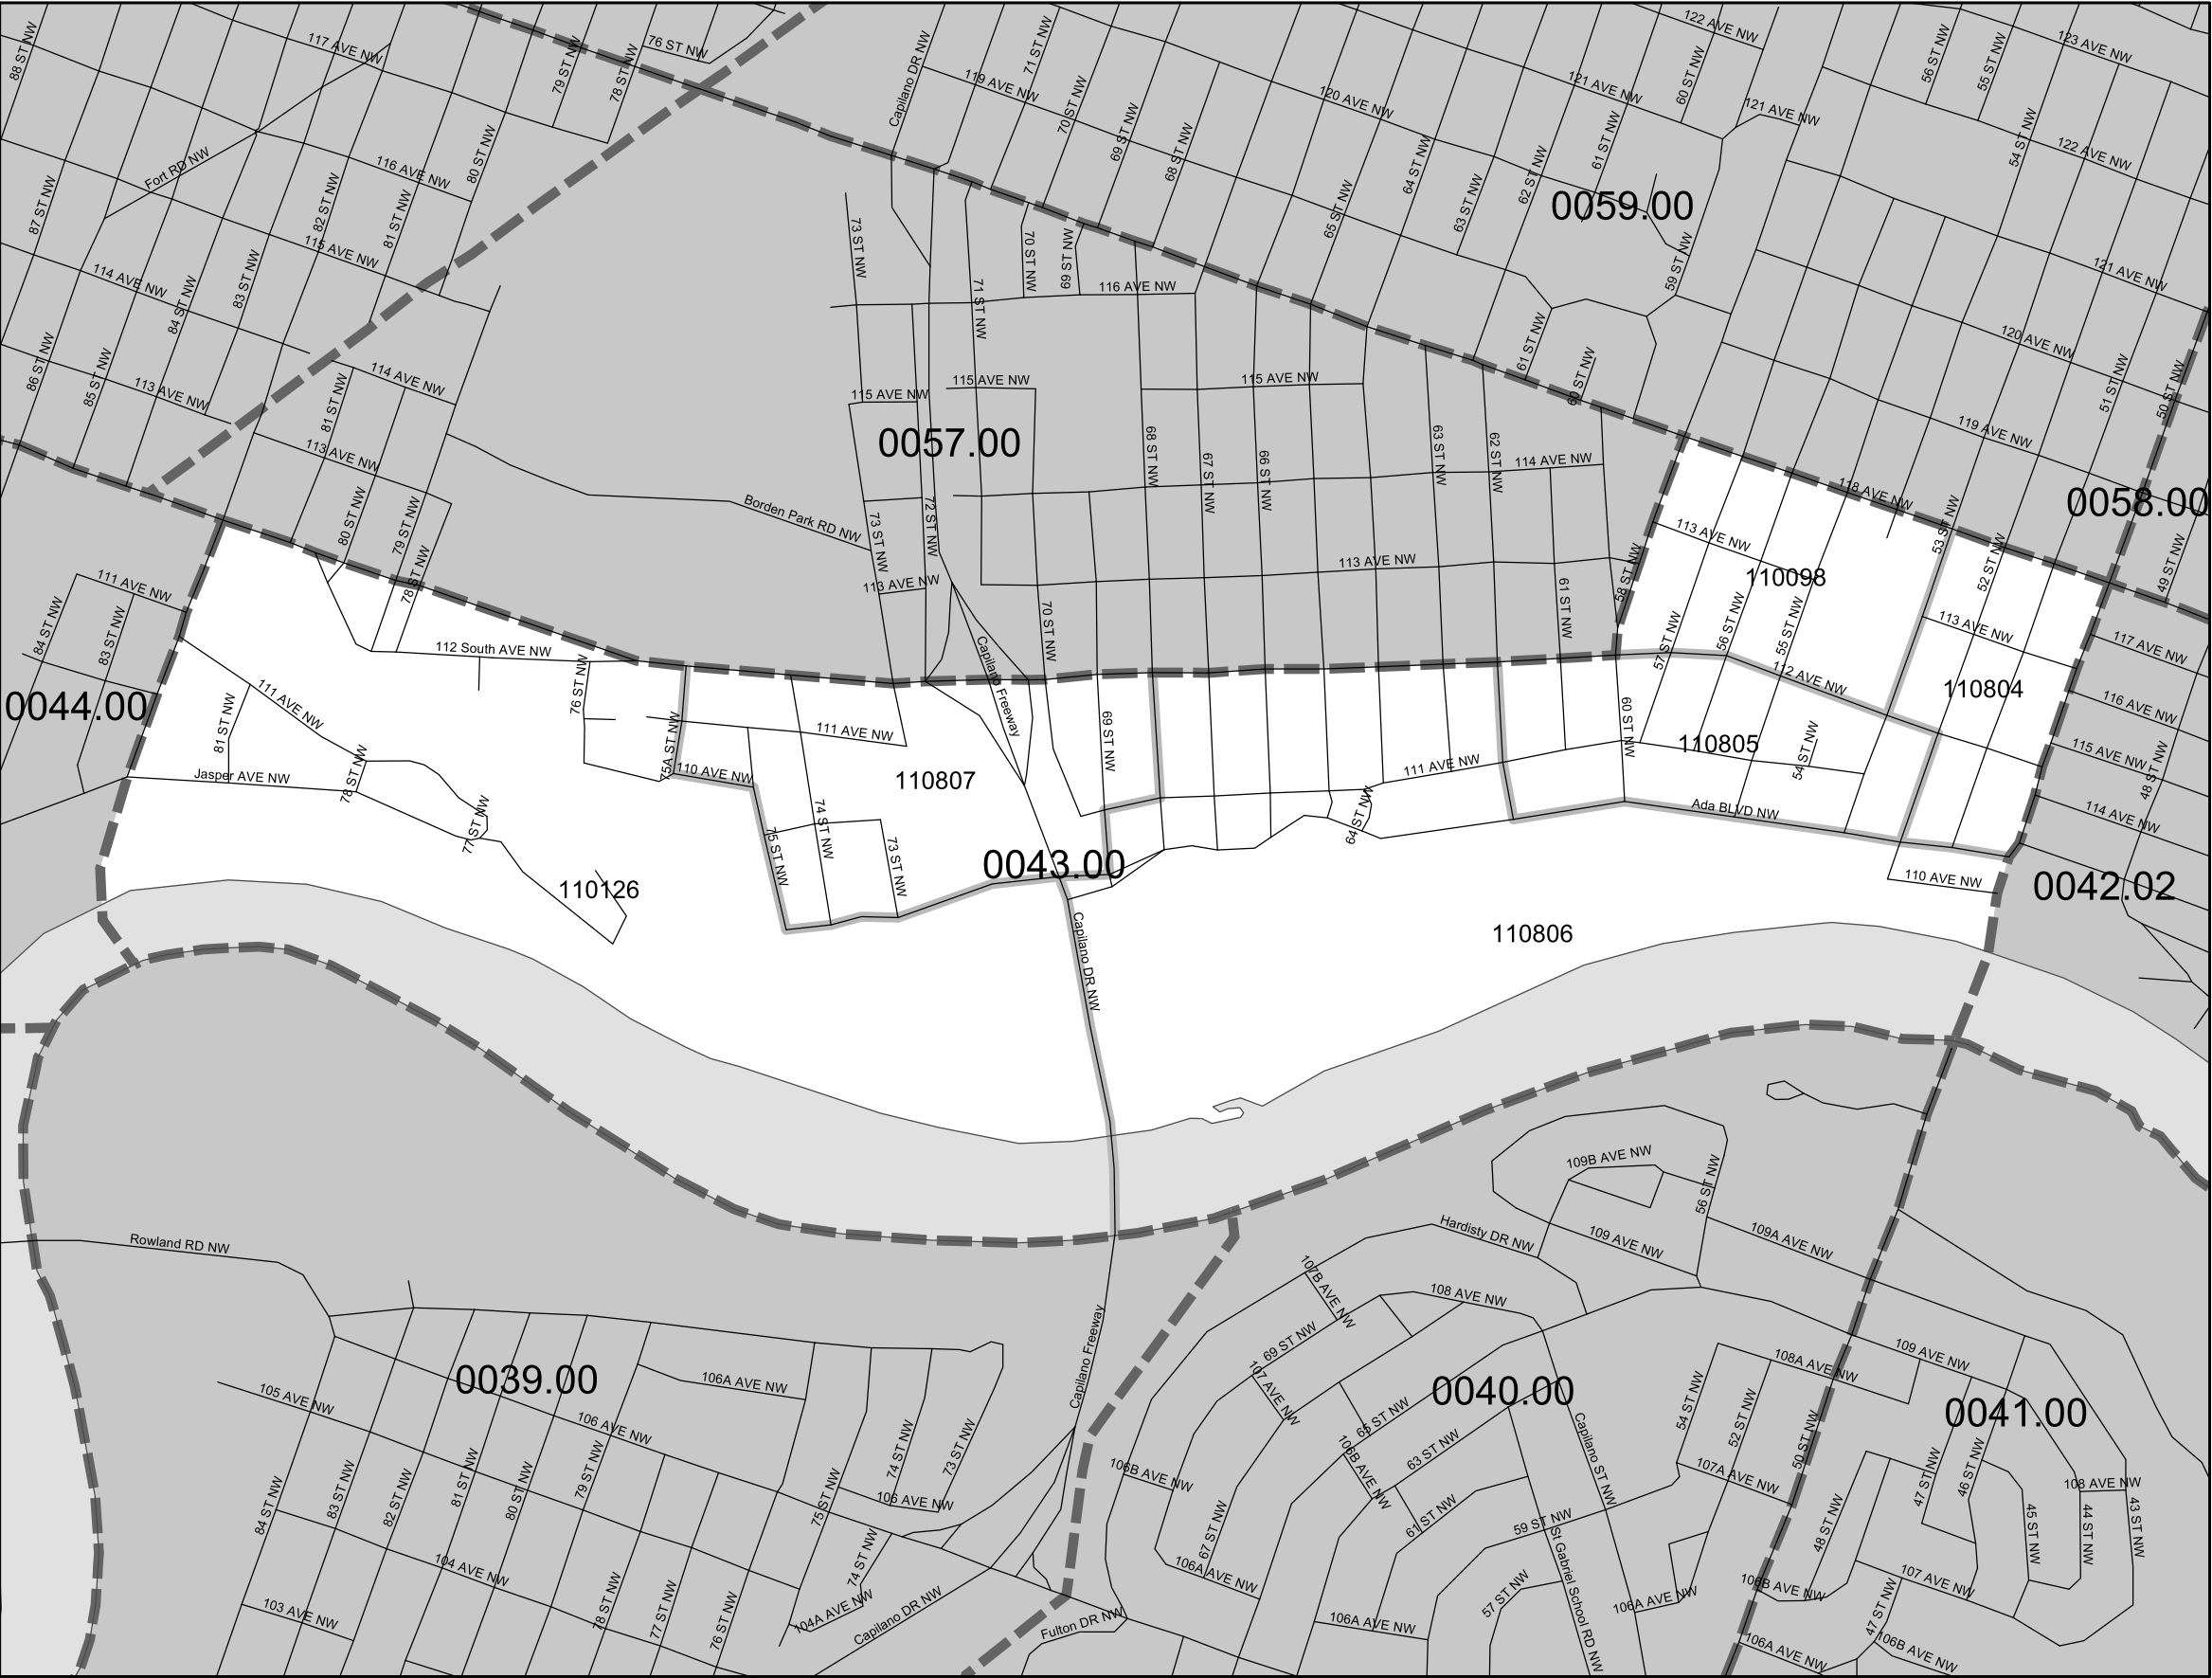 88 ST NW
117 AVE NW
79 ST NW
78 ST NW
76 ST NW
Capilano DR NW
71 ST NW
119 AVE NW
70 ST NW
69 ST NW
68 ST NW
120 AVE NW
122 AVE NW
60 ST NW
121 AVE NW
121 AVE NW
56 ST NW
55 ST NW
123 AVE NW
54 ST NW
122 AVE NW
Fort RD NW
116 AVE NW
80 ST NW
87 ST NW
82 ST NW
81 ST NW
115 AVE NW
83 ST NW
114 AVE NW
84 ST NW
65 ST NW
64 ST NW
63 ST NW
62 ST NW
61 ST NW
0059.00
59 ST NW
121 AVE NW
73 ST NW
70 ST NW
69 ST NW
116 AVE NW
71 ST NW
86 ST NW
85 ST NW
113 AVE NW
81 ST NW
114 AVE NW
113 AVE NW
61 ST NW
60 ST NW
120 AVE NW
51 ST NW
50 ST NW
119 AVE NW
115 AVE NW
115 AVE NW
115 AVE NW
0057.00
68 ST NW
67 ST NW
66 ST NW
63 ST NW
62 ST NW
114 AVE NW
118 AVE NW
0058.00
80 ST NW
79 ST NW
78 ST NW
Borden Park RD NW
73 ST NW
72 ST NW
113 AVE NW
113 AVE NW
70 ST NW
61 ST NW
58 ST NW
113 AVE NW
110098
53 ST NW
52 ST NW
49 ST NW
111 AVE NW
84 ST NW
83 ST NW
0044.00
112 South AVE NW
76 ST NW
Capilano Freeway
57 ST NW
56 ST NW
55 ST NW
113 AVE NW
112 AVE NW
110804
117 AVE NW
116 AVE NW
111 AVE NW
81 ST NW
78 ST NW
Jasper AVE NW
77 ST NW
75A ST NW
111 AVE NW
110 AVE NW
110807
69 ST NW
60 ST NW
110805
54 ST NW
111 AVE NW
115 AVE NW
48 ST NW
114 AVE NW
74 ST NW
75 ST NW
73 ST NW
64 ST NW
Ada BLVD NW
0043.00
110126
110 AVE NW
0042.02
110806
Capilano DR NW
Rowland RD NW
109B AVE NW
56 ST NW
Hardisty DR NW
109 AVE NW
109A AVE NW
107B AVE NW
108 AVE NW
Capilano Freeway
69 ST NW
107 AVE NW
0039.00
106A AVE NW
105 AVE NW
106 AVE NW
0040.00
65 ST NW
108A AVE NW
109 AVE NW
0041.00
54 ST NW
52 ST NW
50 ST NW
84 ST NW
83 ST NW
82 ST NW
81 ST NW
80 ST NW
79 ST NW
75 ST NW
74 ST NW
73 ST NW
106 AVE NW
106B AVE NW
67 ST NW
106B AVE NW
63 ST NW
61 ST NW
Capilano ST NW
59 ST NW
107A AVE NW
48 ST NW
47 ST NW
46 ST NW
45 ST NW
44 ST NW
43 ST NW
108 AVE NW
104 AVE NW
103 AVE NW
78 ST NW
77 ST NW
76 ST NW
74 ST NW
104A AVE NW
Capilano DR NW
Fulton DR NW
106A AVE NW
106A AVE NW
57 ST NW
St Gabriel School RD NW
106A AVE NW
106B AVE NW
107 AVE NW
47 ST NW
106A AVE NW
106B AVE NW